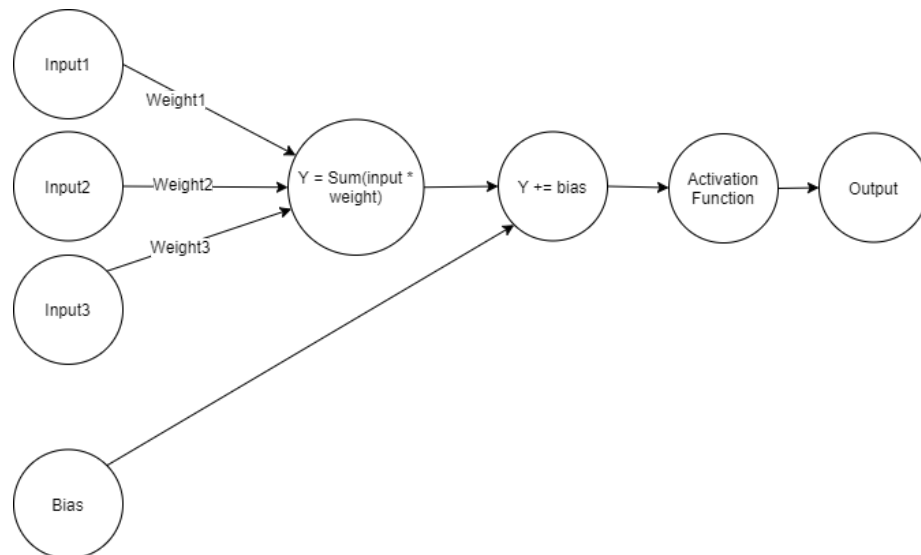 Input1
Weight1
Input2
Weight2
Y = Sum(input *
weight)
Y += bias
Activation
Function
Output
Weight3
Input3
Bias